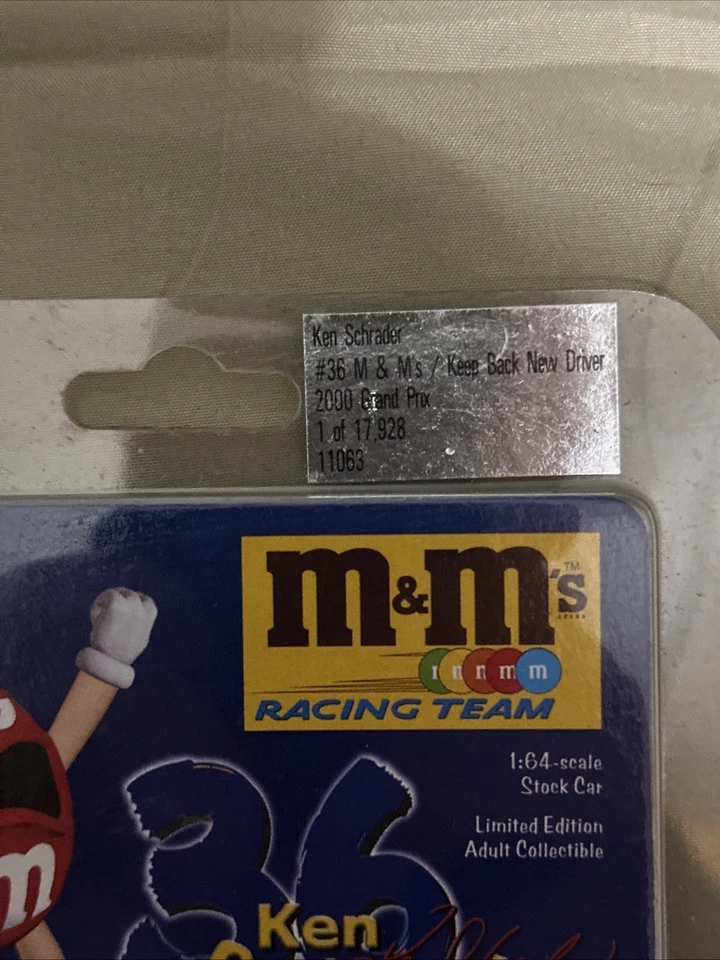 Ken Schrader
#36 M & M's / Keep Back New Driver
2000 Grand Prix
1 of 17,928
11063
m&m's™
m m m m
RACING TEAM
1:64-scale
Stock Car
Limited Edition
Adult Collectible
36
m
Ken